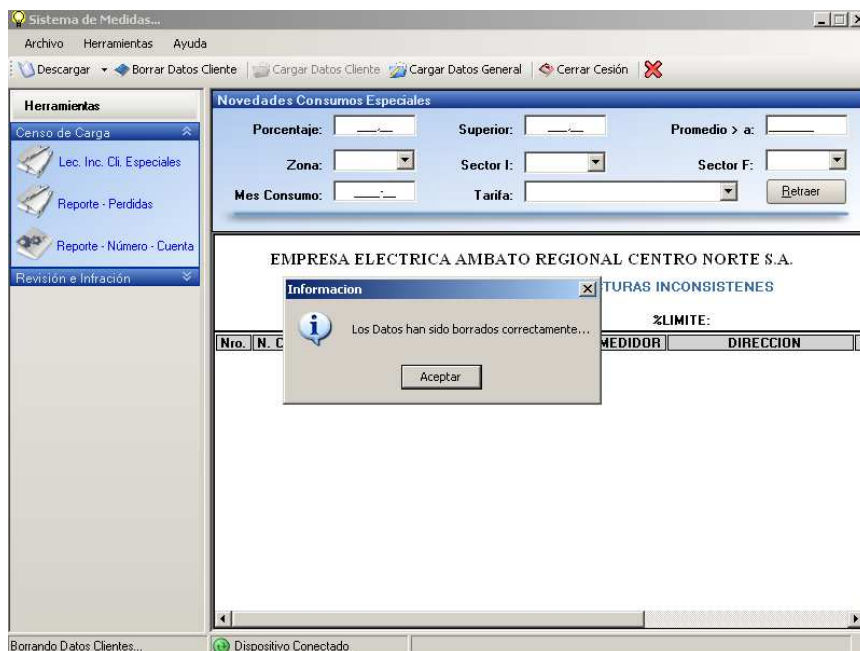 Sistema de Medidas...
Archivo Herramientas Ayuda
Descargar Borrar Datos Cliente Cargar Datos Cliente Cargar Datos General Cerrar Cesión
Herramientas
Censo de Carga
Lec. Inc. Cli. Especiales
Reporte - Perdidas
Reporte - Número - Cuenta
Revisión e Infración
Novedades Consumos Especiales
Porcentaje: Superior: Promedio > a:
Zona: Sector I: Sector F:
Mes Consumo: Tarifa: Retraer
EMPRESA ELECTRICA AMBATO REGIONAL CENTRO NORTE S.A.
TURAS INCONSISTENES
%LIMITE:
Nro. N. C MEDIDOR DIRECCION
Informacion
Los Datos han sido borrados correctamente...
Aceptar
Borrando Datos Clientes... Dispositivo Conectado